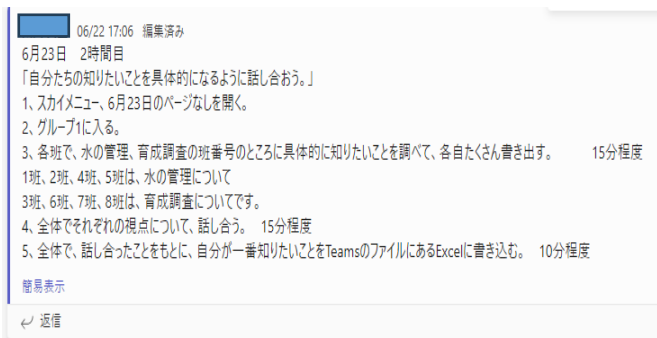 06/22 17:06 編集済み
6月23日 2時間目
「自分たちの知りたいことを具体的になるように話し合おう。」
1、スカイメニュー、6月23日のページなしを開く。
2、グループ1に入る。
3、各班で、水の管理、育成調査の班番号のところに具体的に知りたいことを調べて、各自たくさん書き出す。 15分程度
1班、2班、4班、5班は、水の管理について
3班、6班、7班、8班は、育成調査についてです。
4、全体でそれぞれの視点について、話し合う。 15分程度
5、全体で、話し合ったことをもとに、自分が一番知りたいことをTeamsのファイルにあるExcelに書き込む。 10分程度
簡易表示
返信